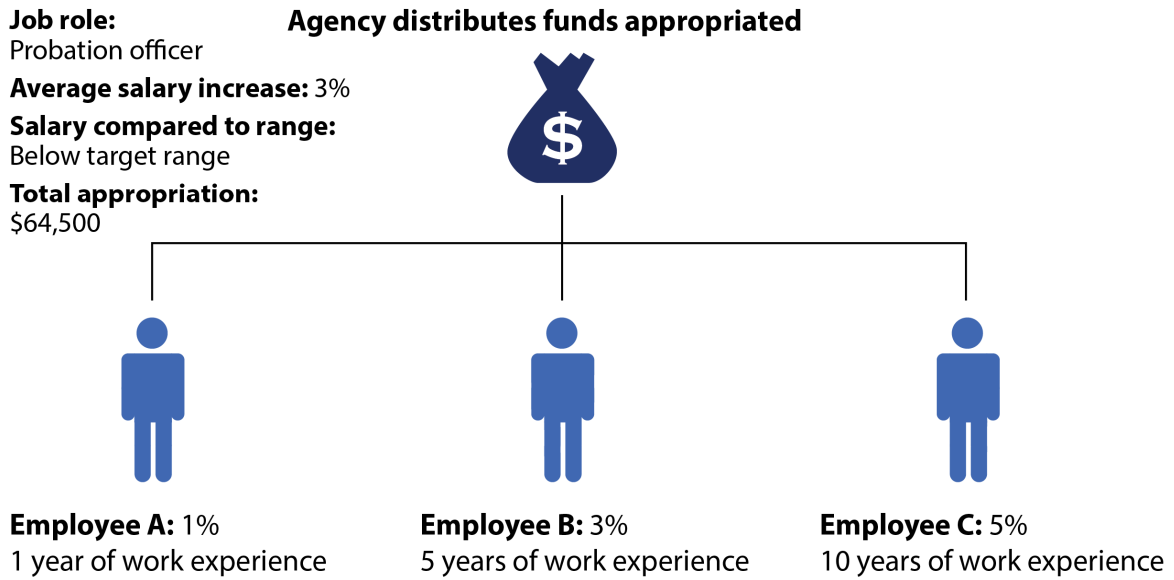 Job role:
Probation officer
Average salary increase: 3%
Salary compared to range:
Below target range
Total appropriation:
$64,500
Agency distributes funds appropriated
$
Employee A: 1%
1 year of work experience
Employee B: 3%
5 years of work experience
Employee C: 5%
10 years of work experience